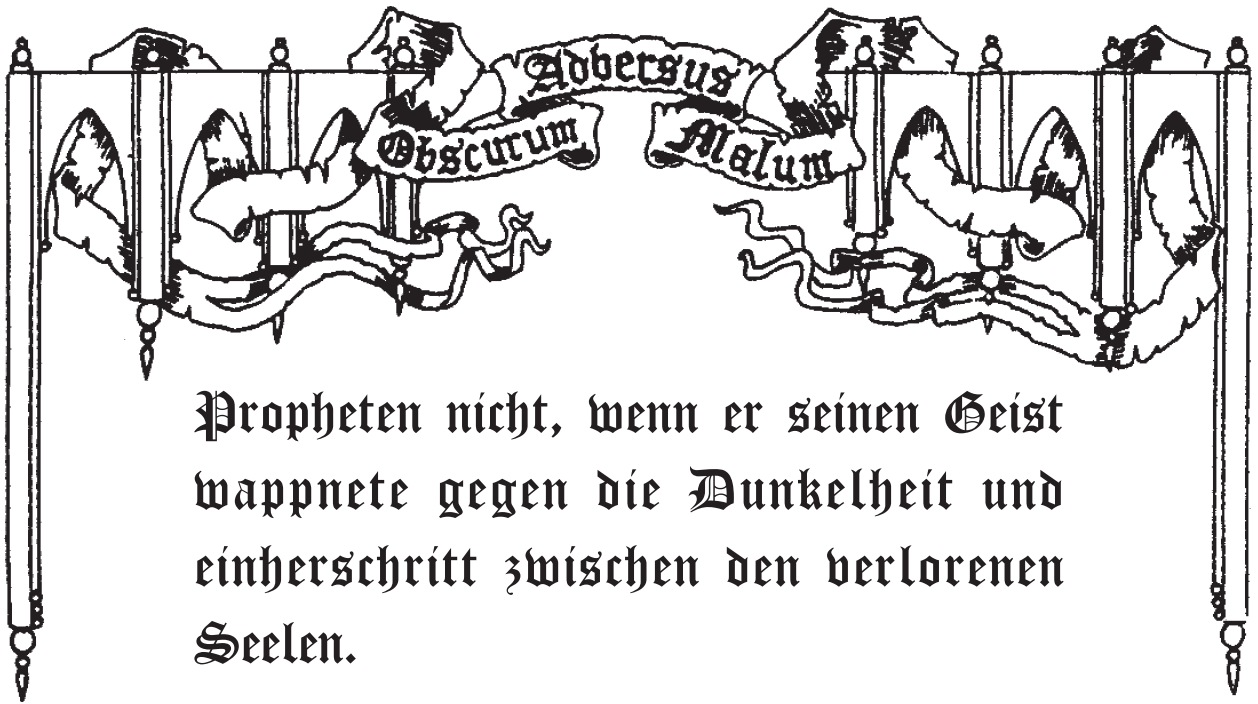 Adversus
Obscurum Malum
Propheten nicht, wenn er seinen Geist
wappnete gegen die Dunkelheit und
einherschritt zwischen den verlorenen
Seelen.